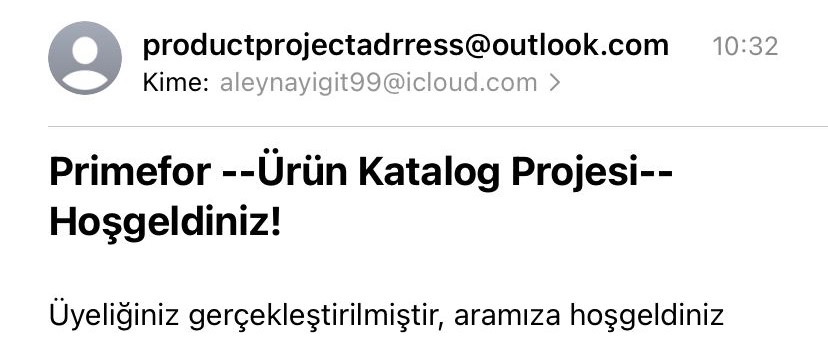 productprojectadrress@outlook.com 10:32
Kime: aleynayigit99@icloud.com >
Primefor --Ürün Katalog Projesi--
Hoşgeldiniz!
Üyeliğiniz gerçekleştirilmiştir, aramıza hoşgeldiniz